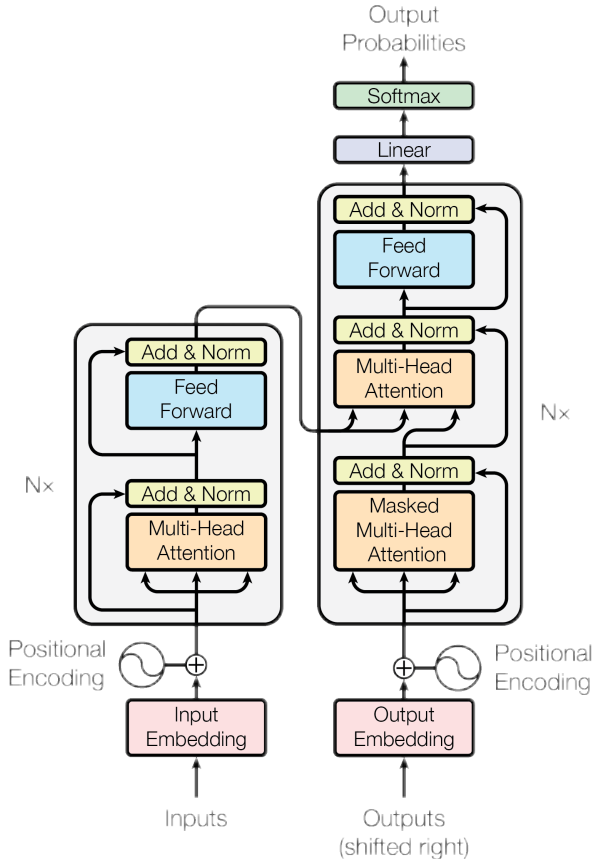 Output
Probabilities
Softmax
Linear
Add & Norm
Feed
Forward
Add & Norm
Multi-Head
Attention
Add & Norm
Masked
Multi-Head
Attention
N×
Add & Norm
Feed
Forward
Add & Norm
Multi-Head
Attention
N×
Positional
Encoding
Positional
Encoding
Input
Embedding
Output
Embedding
Inputs
Outputs
(shifted right)